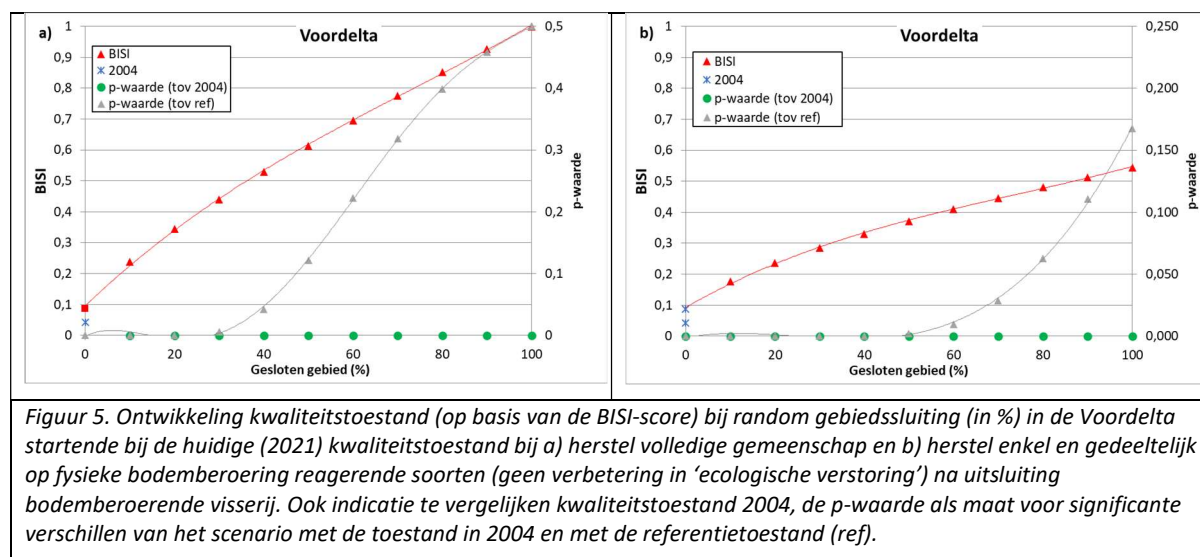 a) Voordelta
BISI
2004
p-waarde (tov 2004)
p-waarde (tov ref)
1
0,9
0,8
0,7
0,6
0,5
0,4
0,3
0,2
0,1
0
BISI
0,5
0,4
0,3
0,2
0,1
0
p-waarde
0 20 40 60 80 100
Gesloten gebied (%)
b) Voordelta
BISI
2004
p-waarde (tov 2004)
p-waarde (tov ref)
1
0,9
0,8
0,7
0,6
0,5
0,4
0,3
0,2
0,1
0
BISI
0,250
0,200
0,150
0,100
0,050
0,000
p-waarde
0 20 40 60 80 100
Gesloten gebied (%)
Figuur 5. Ontwikkeling kwaliteitstoestand (op basis van de BISI-score) bij random gebiedssluiting (in %) in de Voordelta
startende bij de huidige (2021) kwaliteitstoestand bij a) herstel volledige gemeenschap en b) herstel enkel en gedeeltelijk
op fysieke bodemberoering reagerende soorten (geen verbetering in ‘ecologische verstoring’) na uitsluiting
bodemberoerende visserij. Ook indicatie te vergelijken kwaliteitstoestand 2004, de p-waarde als maat voor significante
verschillen van het scenario met de toestand in 2004 en met de referentietoestand (ref).